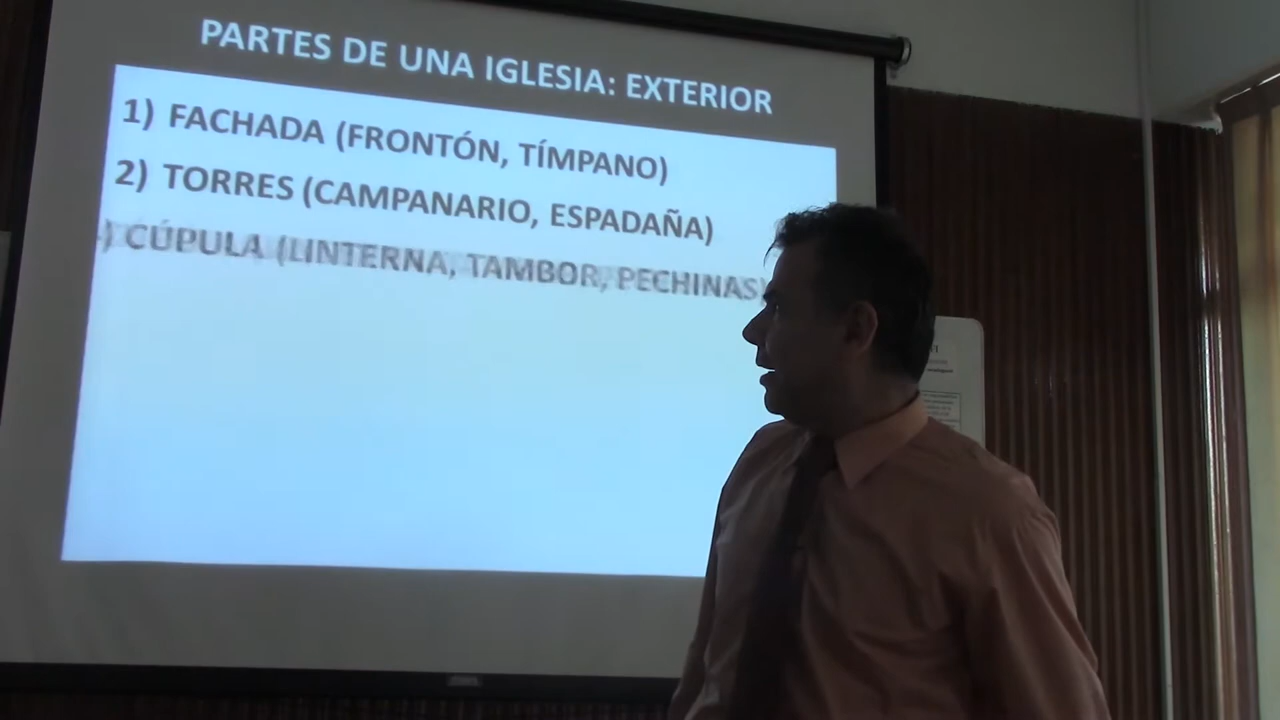 PARTES DE UNA IGLESIA: EXTERIOR
1) FACHADA (FRONTÓN, TÍMPANO)
2) TORRES (CAMPANARIO, ESPADAÑA)
) CÚPULA (LINTERNA, TAMBOR, PECHINAS)